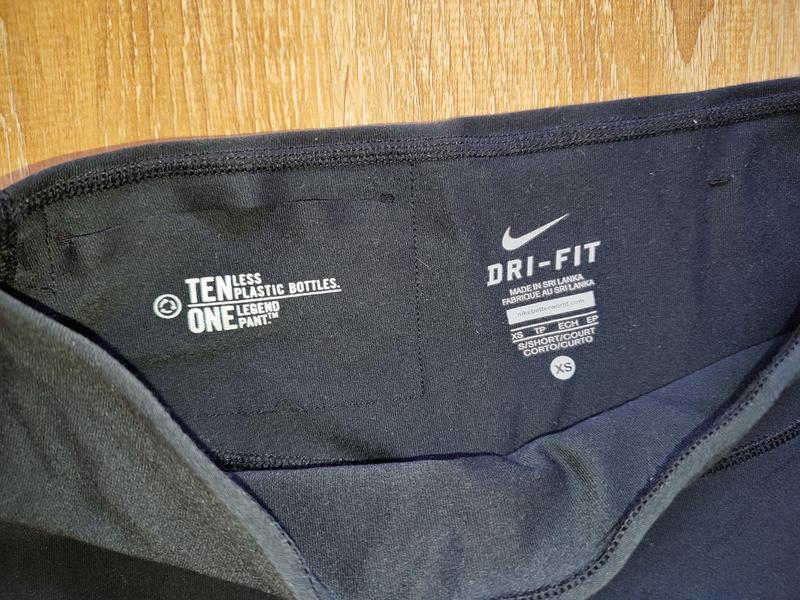 TEN LESS
PLASTIC BOTTLES.
ONE LEGEND
PANT.™
DRI-FIT
MADE IN SRI LANKA
FABRIQUE AU SRI LANKA
nikebetterworld.com
XS TP ECH EP
S/SHORT/COURT
CORTO/CURTO
XS